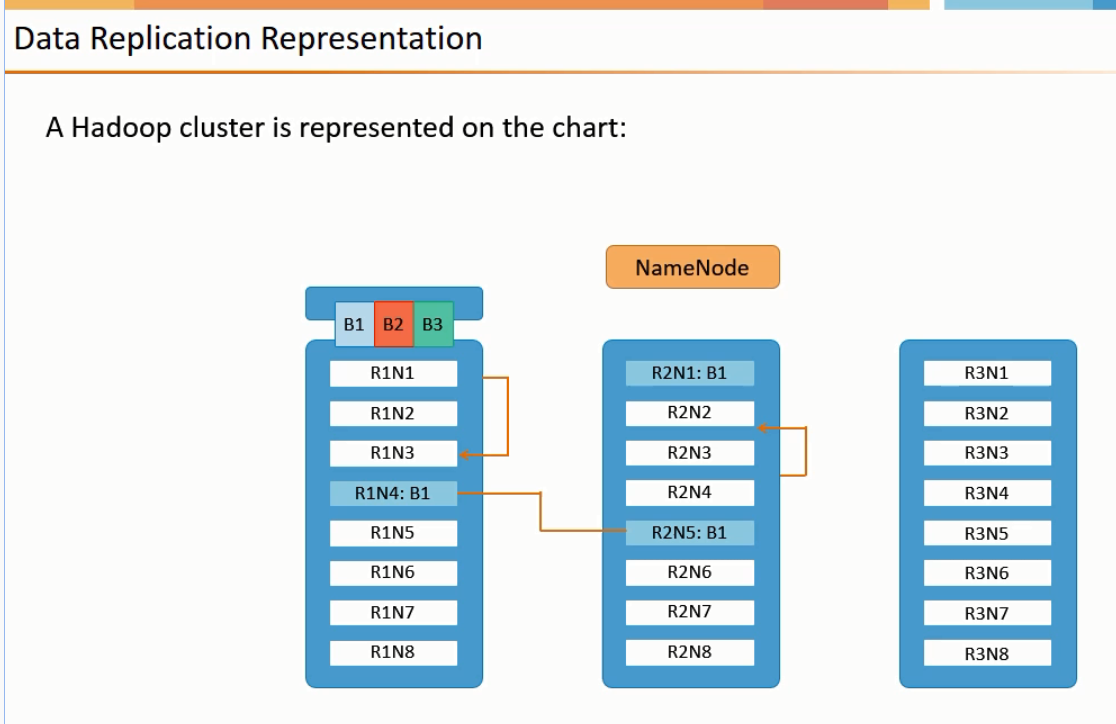 Data Replication Representation
A Hadoop cluster is represented on the chart:
NameNode
B1 B2 B3
R1N1
R1N2
R1N3
R1N4: B1
R1N5
R1N6
R1N7
R1N8
R2N1: B1
R2N2
R2N3
R2N4
R2N5: B1
R2N6
R2N7
R2N8
R3N1
R3N2
R3N3
R3N4
R3N5
R3N6
R3N7
R3N8